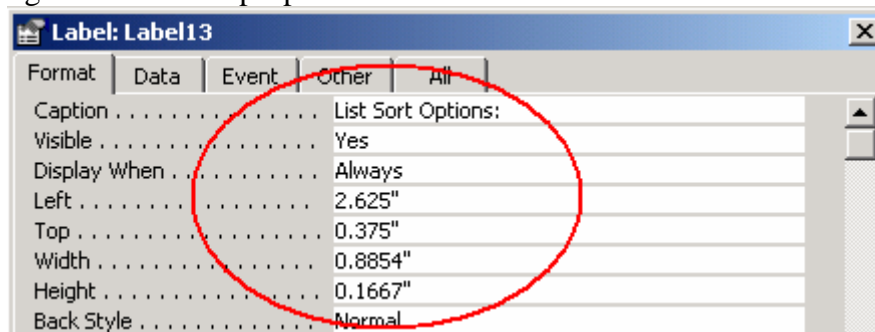 Label: Label13
Format Data Event Other All
Caption . . . . . . . . . . . . . . . . List Sort Options:
Visible . . . . . . . . . . . . . . . . . Yes
Display When . . . . . . . . . . . Always
Left . . . . . . . . . . . . . . . . . . 2.625"
Top . . . . . . . . . . . . . . . . . . . 0.375"
Width . . . . . . . . . . . . . . . . . 0.8854"
Height . . . . . . . . . . . . . . . . . 0.1667"
Back Style . . . . . . . . . . . . . . Normal